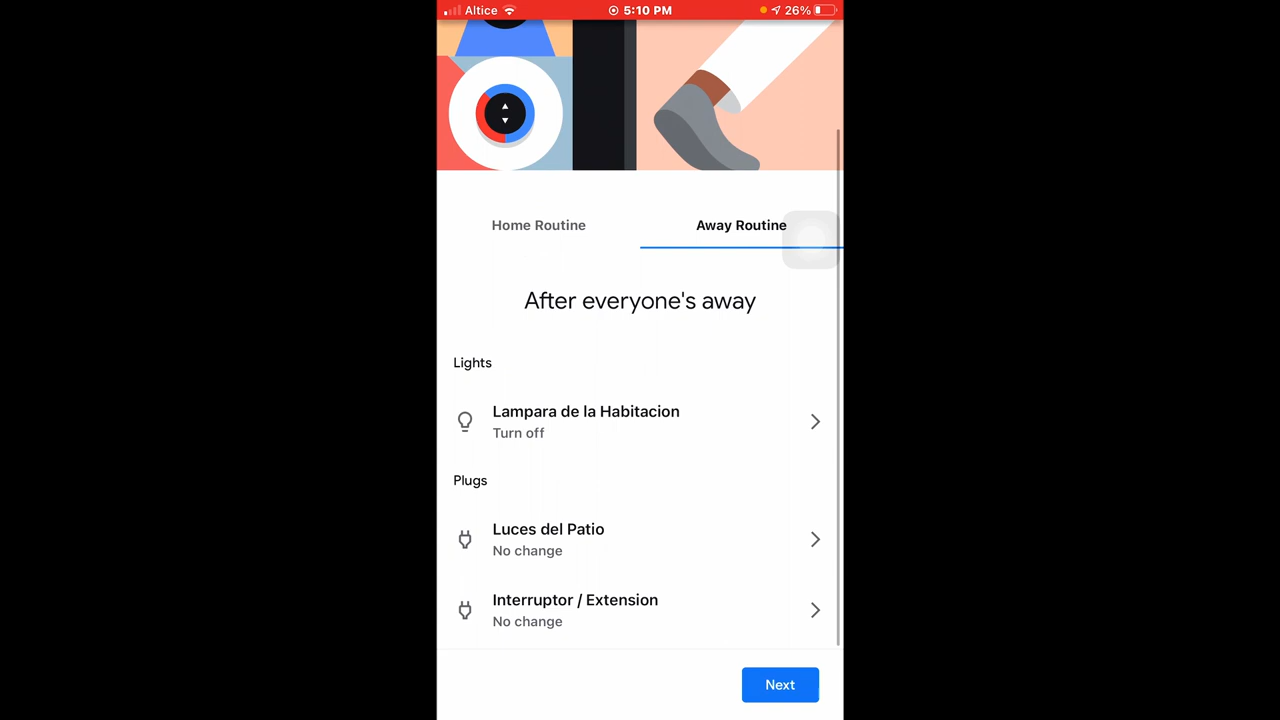 Altice 5:10 PM 26%
Home Routine Away Routine
After everyone's away
Lights
Lampara de la Habitacion
Turn off
Plugs
Luces del Patio
No change
Interruptor / Extension
No change
Next